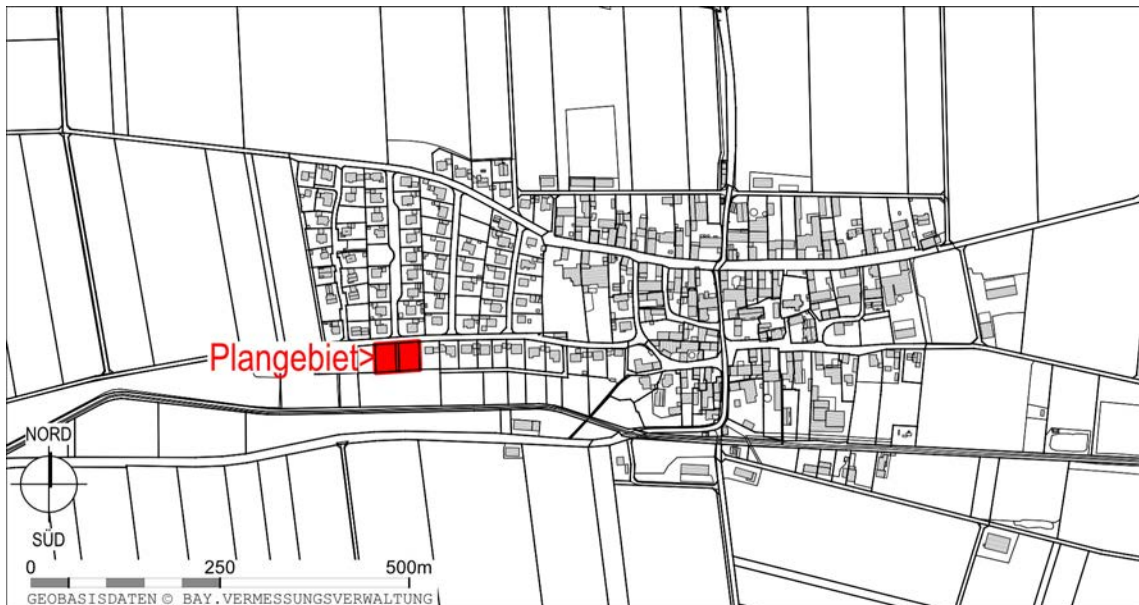 Plangebiet>
NORD
SÜD
0 250 500m
GEOBASISDATEN © BAY.VERMESSUNGSVERWALTUNG